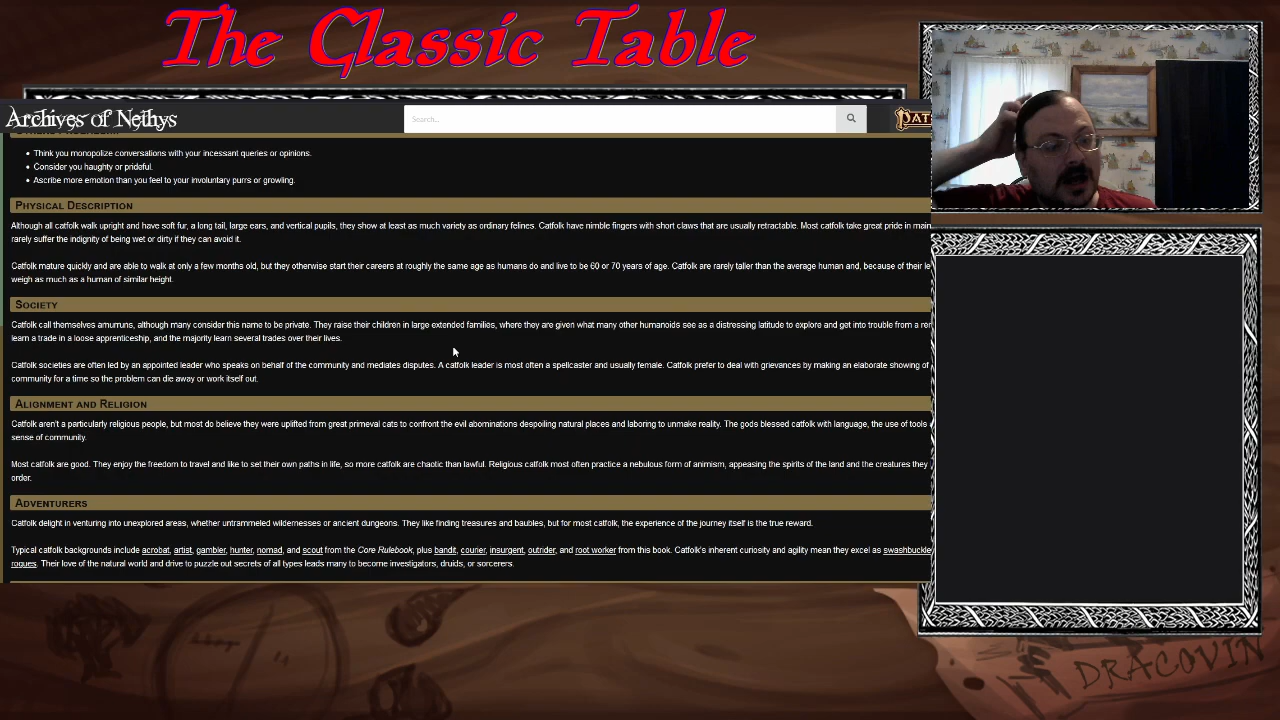 The Classic Table
Archives of Nethys
Search...
Think you monopolize conversations with your incessant queries or opinions.
Consider you haughty or prideful.
Ascribe more emotion than you feel to your involuntary purrs or growling.
PHYSICAL DESCRIPTION
Although all catfolk walk upright and have soft fur, a long tail, large ears, and vertical pupils, they show at least as much variety as ordinary felines. Catfolk have nimble fingers with short claws that are usually retractable. Most catfolk take great pride in
rarely suffer the indignity of being wet or dirty if they can avoid it.
Catfolk mature quickly and are able to walk at only a few months old, but they otherwise start their careers at roughly the same age as humans do and live to be 60 or 70 years of age. Catfolk are rarely taller than the average human and, because of their
weigh as much as a human of similar height.
SOCIETY
Catfolk call themselves amurruns, although many consider this name to be private. They raise their children in large extended families, where they are given what many other humanoids see as a distressing latitude to explore and get into trouble from a
learn a trade in a loose apprenticeship, and the majority learn several trades over their lives.
Catfolk societies are often led by an appointed leader who speaks on behalf of the community and mediates disputes. A catfolk leader is most often a spellcaster and usually female. Catfolk prefer to deal with grievances by making an elaborate showing of
community for a time so the problem can die away or work itself out.
ALIGNMENT AND RELIGION
Catfolk aren't a particularly religious people, but most do believe they were uplifted from great primeval cats to confront the evil abominations despoiling natural places and laboring to unmake reality. The gods blessed catfolk with language, the use of tools
sense of community.
Most catfolk are good. They enjoy the freedom to travel and like to set their own paths in life, so more catfolk are chaotic than lawful. Religious catfolk most often practice a nebulous form of animism, appeasing the spirits of the land and the creatures they
order.
ADVENTURERS
Catfolk delight in venturing into unexplored areas, whether untrammeled wildernesses or ancient dungeons. They like finding treasures and baubles, but for most catfolk, the experience of the journey itself is the true reward.
Typical catfolk backgrounds include acrobat, artist, gambler, hunter, nomad, and scout from the Core Rulebook, plus bandit, courier, insurgent, outrider, and root worker from this book. Catfolk's inherent curiosity and agility mean they excel as swashbuckle
rogues. Their love of the natural world and drive to puzzle out secrets of all types leads many to become investigators, druids, or sorcerers.
DRACOVIN